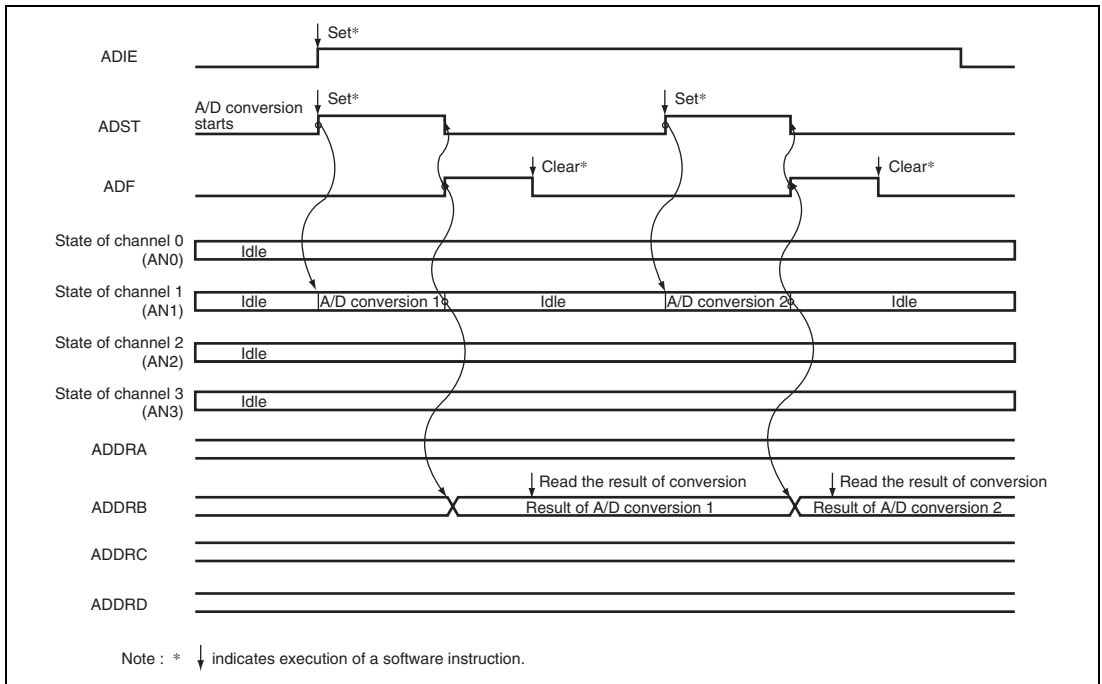 Set*
ADIE
A/D conversion starts
Set*
Set*
ADST
Clear*
Clear*
ADF
State of channel 0 (AN0)
Idle
State of channel 1 (AN1)
Idle
A/D conversion 1
Idle
A/D conversion 2
Idle
State of channel 2 (AN2)
Idle
State of channel 3 (AN3)
Idle
ADDRA
Read the result of conversion
Read the result of conversion
ADDRB
Result of A/D conversion 1
Result of A/D conversion 2
ADDRC
ADDRD
Note : * ↓ indicates execution of a software instruction.